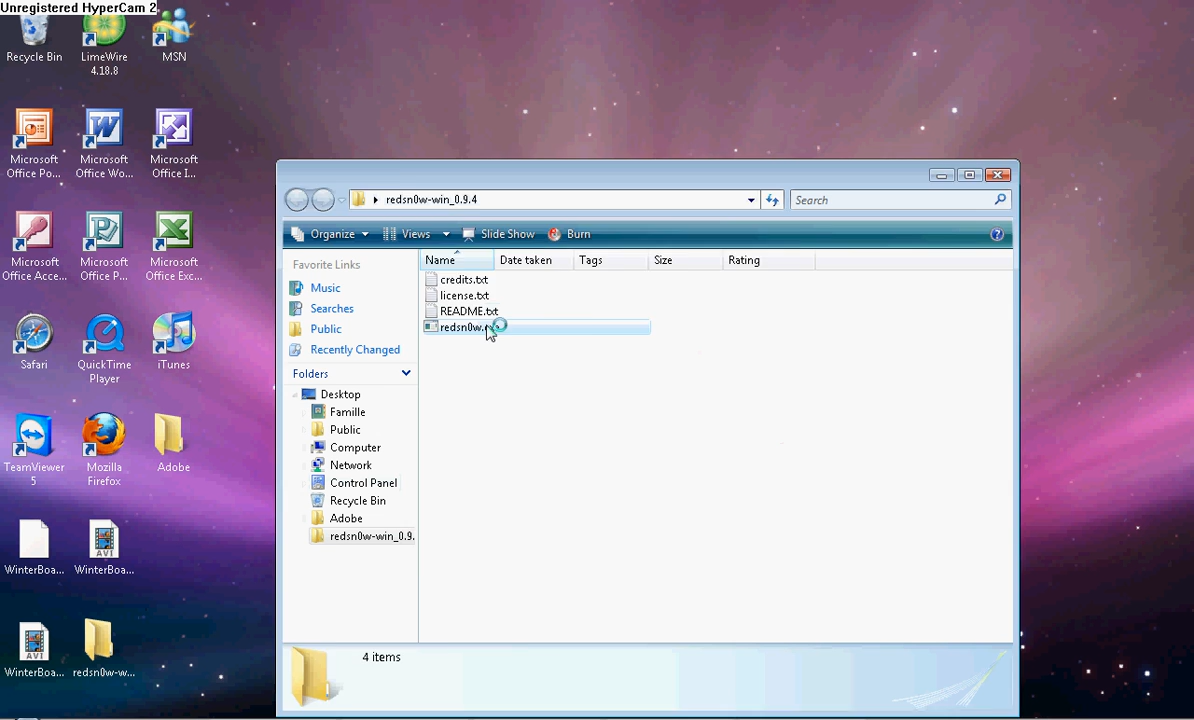 Unregistered HyperCam 2
Recycle Bin
LimeWire
4.18.8
MSN
Microsoft
Office Po...
Microsoft
Office Wo...
Microsoft
Office I...
Microsoft
Office Acce...
Microsoft
Office P...
Microsoft
Office Exc...
Safari
QuickTime
Player
iTunes
TeamViewer
5
Mozilla
Firefox
Adobe
WinterBoa...
AVI
WinterBoa...
AVI
WinterBoa...
redsn0w-w...
redsn0w-win_0.9.4
Search
Organize
Views
Slide Show
Burn
Favorite Links
Music
Searches
Public
Recently Changed
Folders
Desktop
Famille
Public
Computer
Network
Control Panel
Recycle Bin
Adobe
redsn0w-win_0.9.
Name
Date taken
Tags
Size
Rating
credits.txt
license.txt
README.txt
redsn0w.
4 items